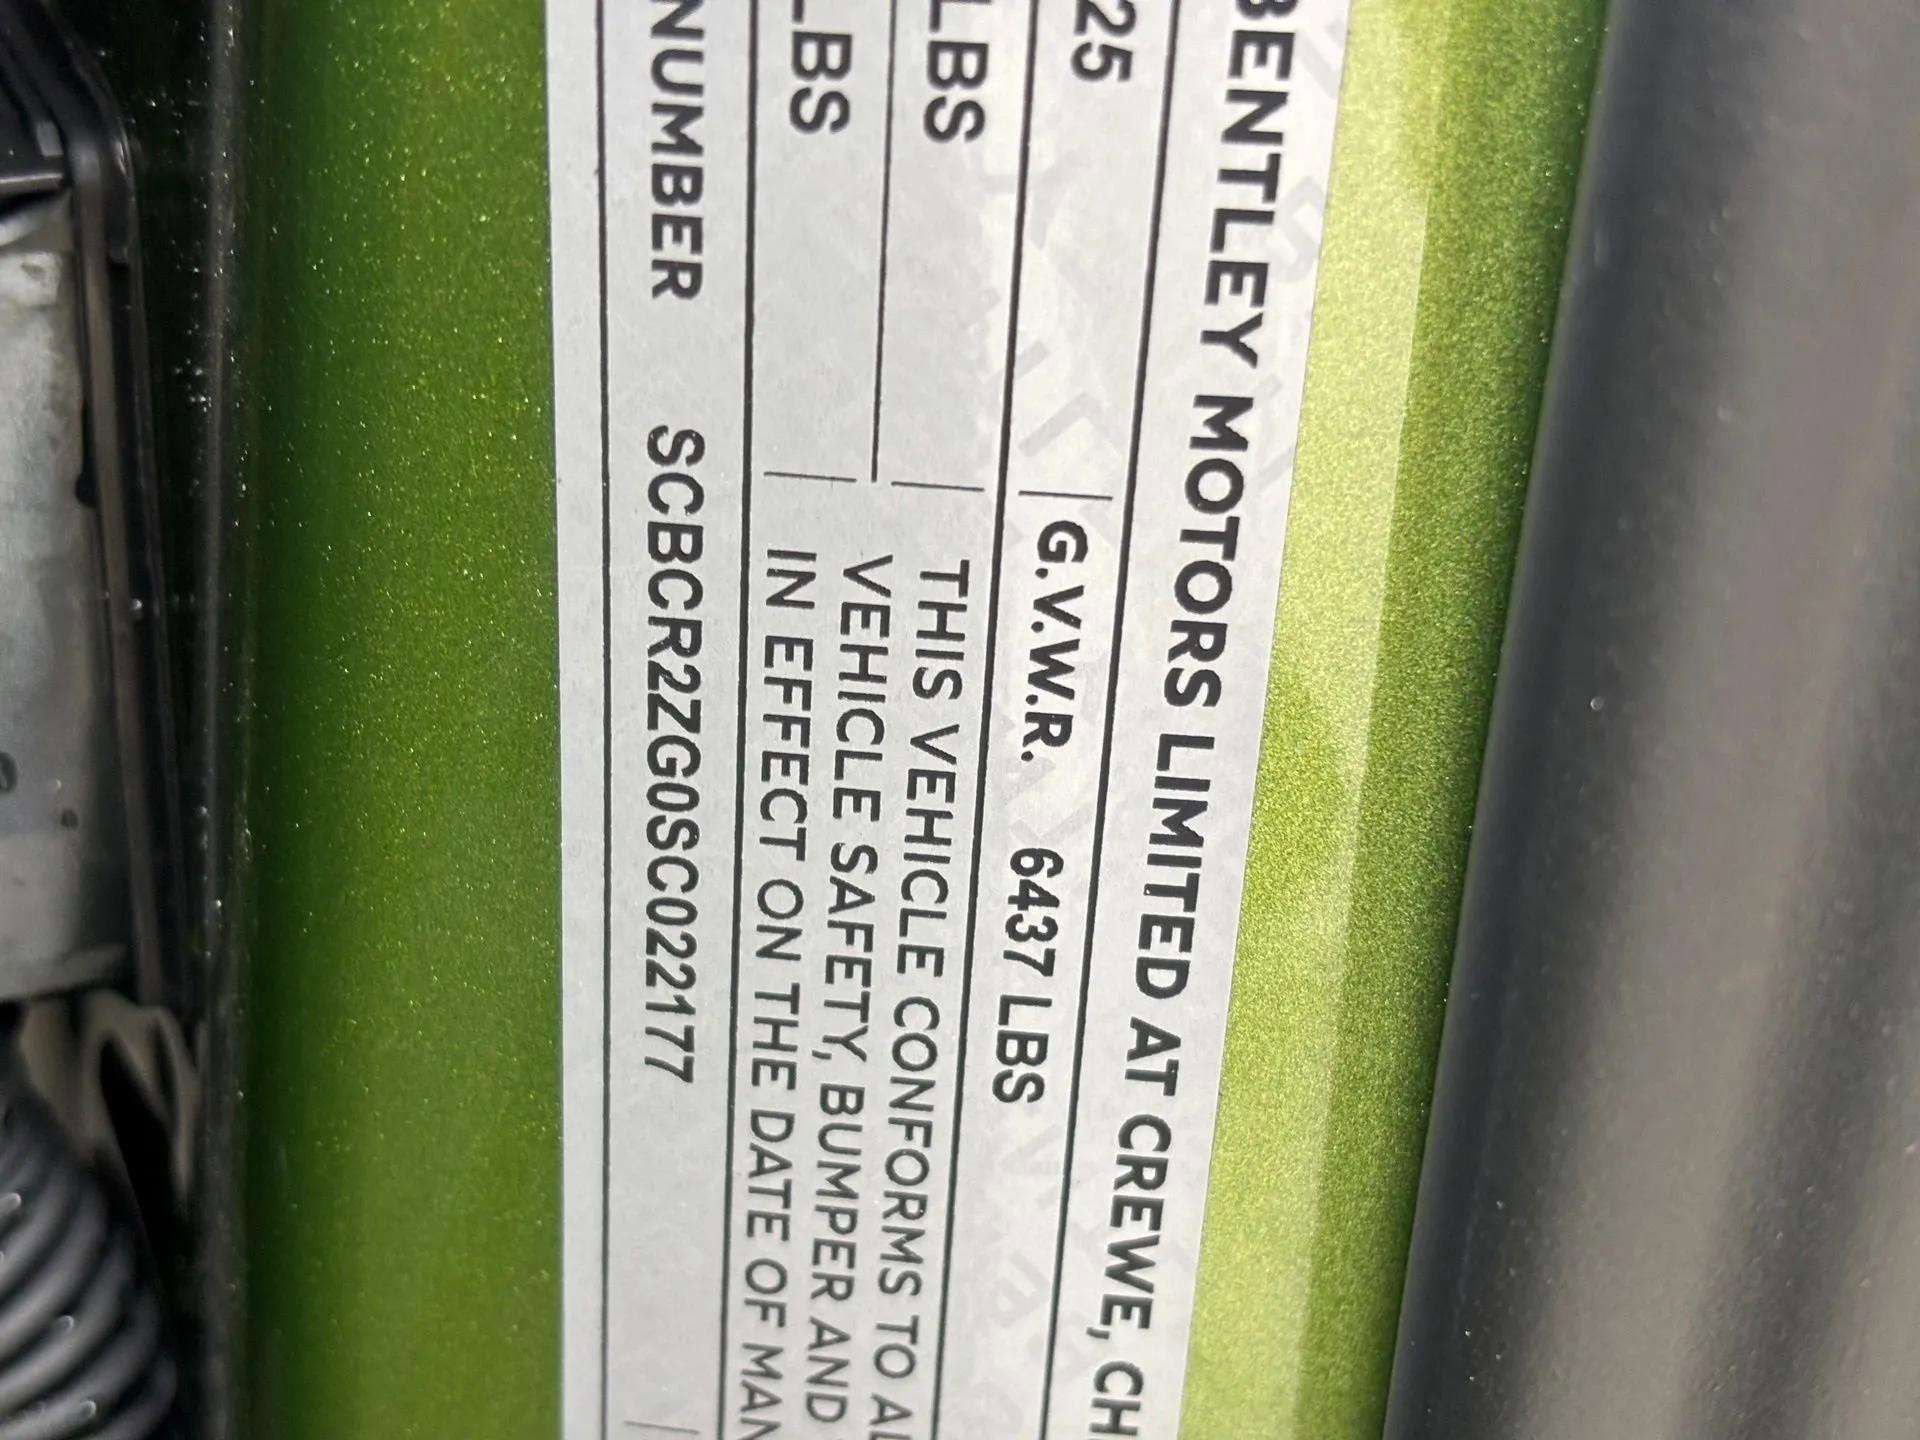 BENTLEY MOTORS LIMITED AT CREWE, CH
25 G.V.W.R. 6437 LBS
LBS THIS VEHICLE CONFORMS TO AL
VEHICLE SAFETY, BUMPER AND
LBS IN EFFECT ON THE DATE OF MAN
NUMBER SCBCR2ZG0SC022177